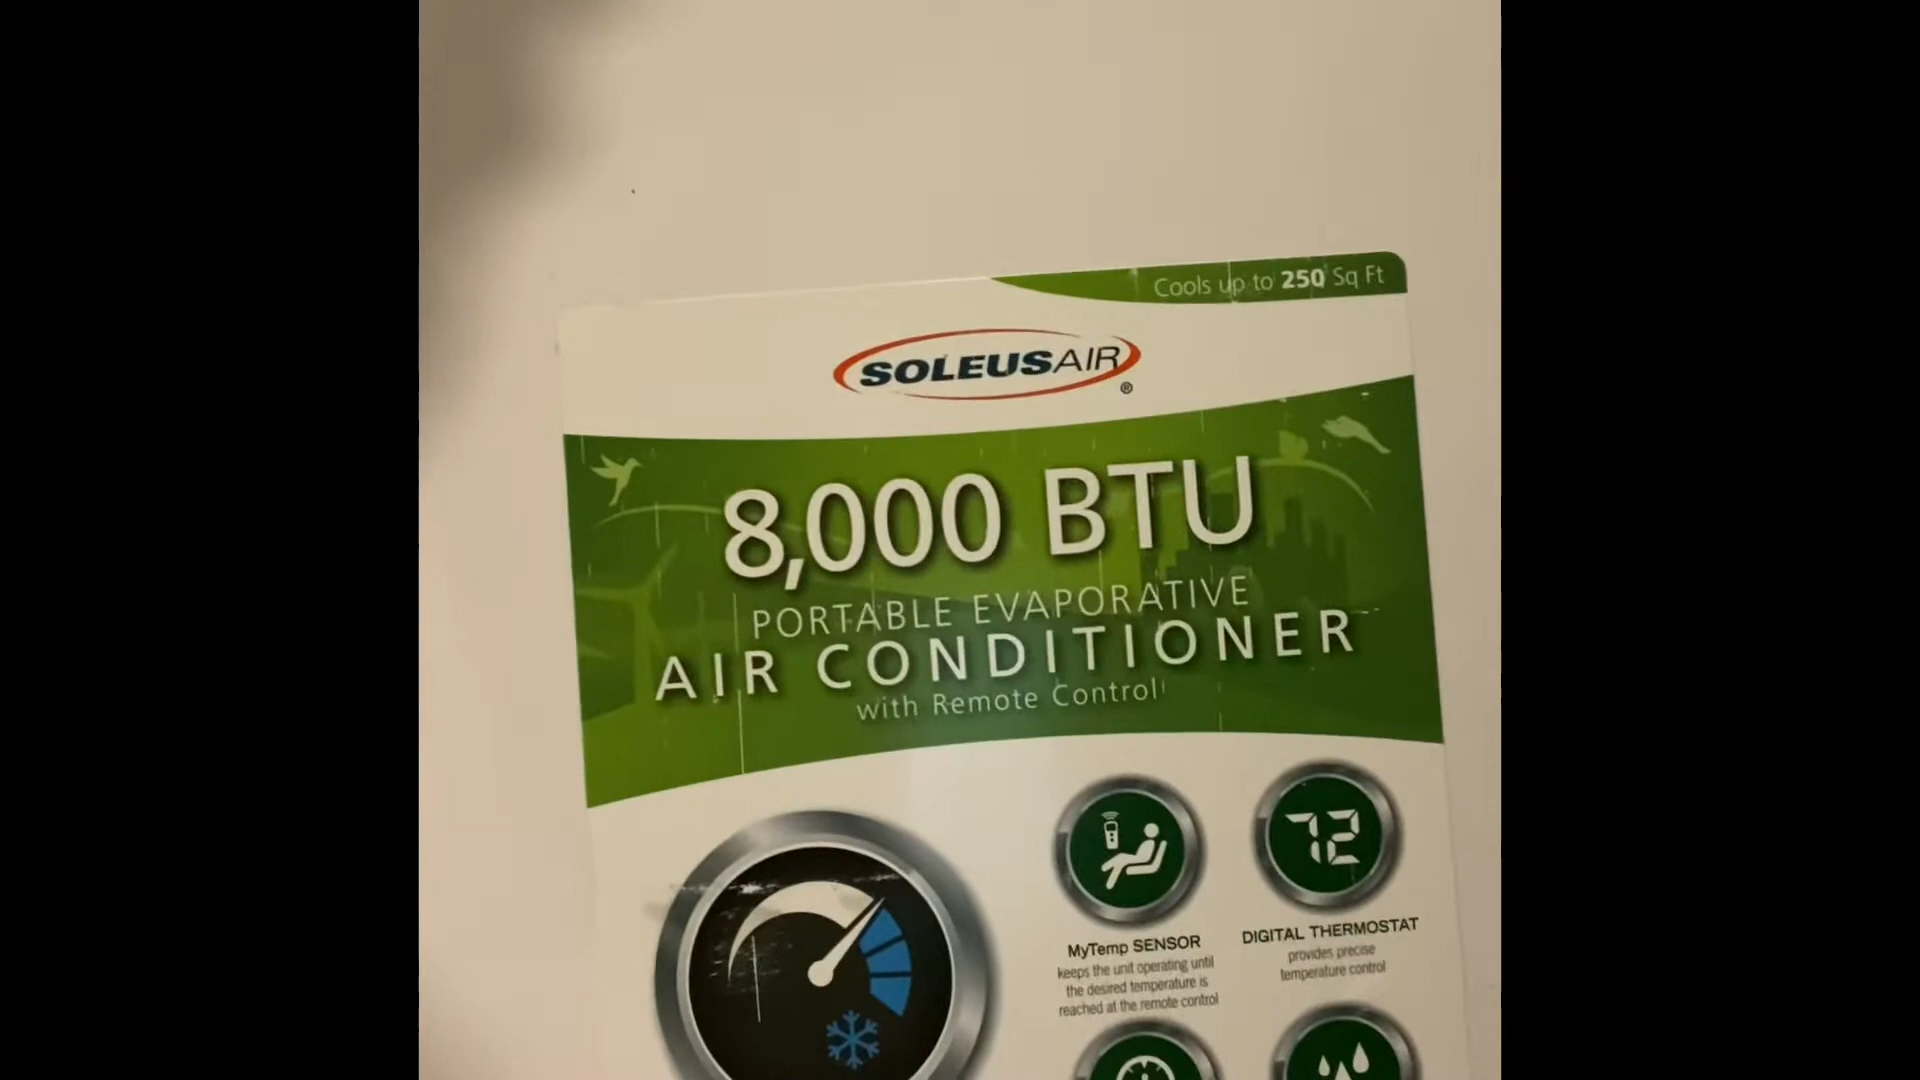 Cools up to 250 Sq Ft
SOLEUSAIR
®
8,000 BTU
PORTABLE EVAPORATIVE
AIR CONDITIONER
with Remote Control
72
MyTemp SENSOR
keeps the unit operating until
the desired temperature is
reached at the remote control
DIGITAL THERMOSTAT
provides precise
temperature control